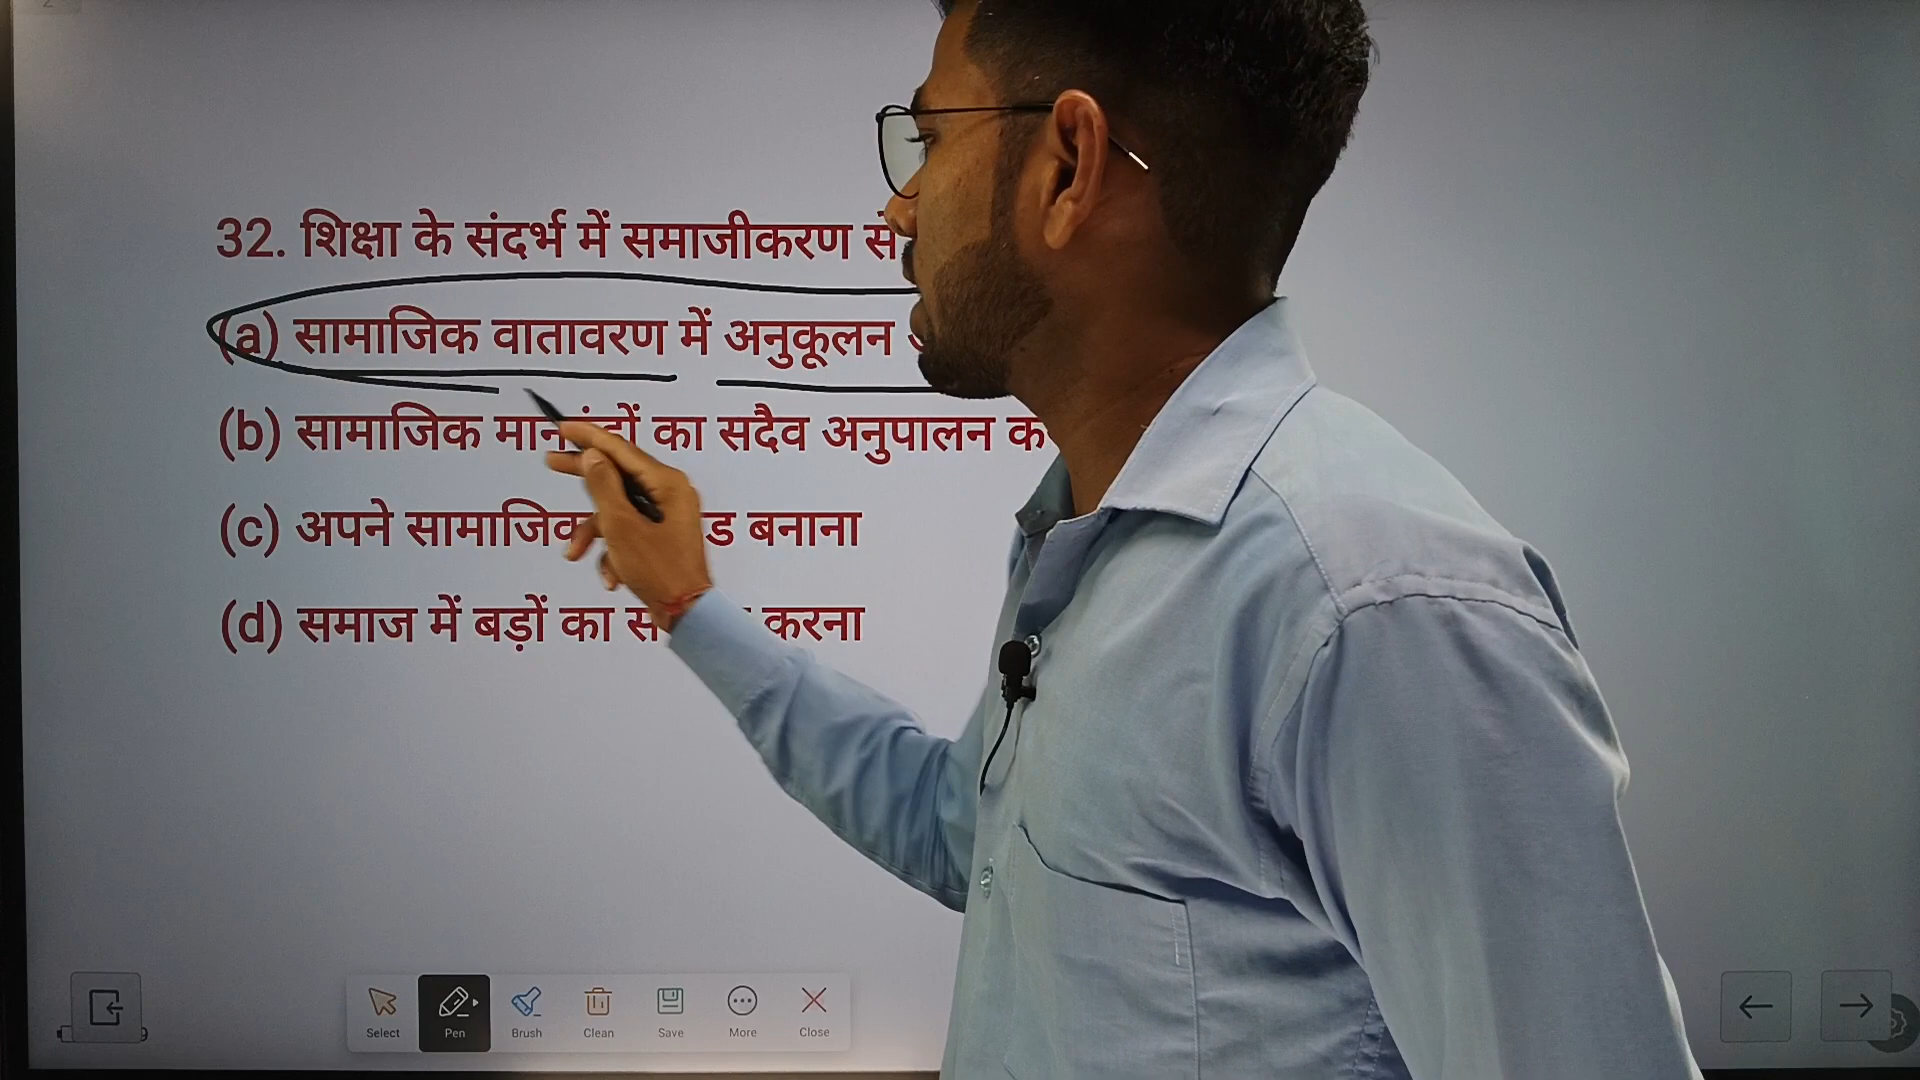 32. शिक्षा के संदर्भ में समाजीकरण से
(a) सामाजिक वातावरण में अनुकूलन
(b) सामाजिक का सदैव अनुपालन
(c) अपने सामाजिक बनाना
(d) समाज में बड़ों का करना
Select Pen Brush Clean Save More Close